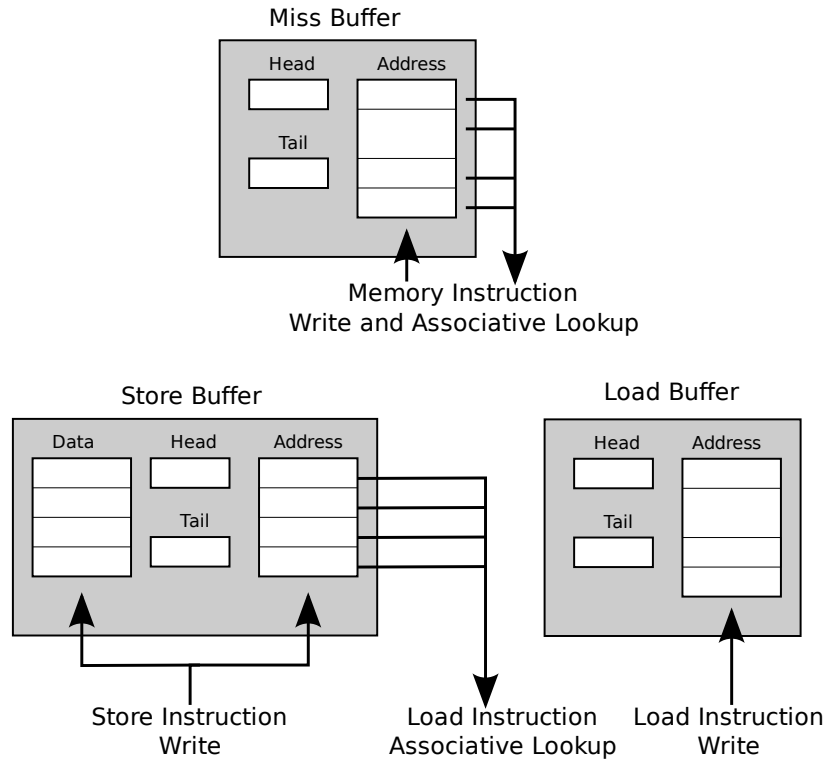 Miss Buffer
Head
Address
Tail
Memory Instruction
Write and Associative Lookup
Store Buffer
Data
Head
Address
Tail
Store Instruction
Write
Load Instruction
Associative Lookup
Load Buffer
Head
Address
Tail
Load Instruction
Write